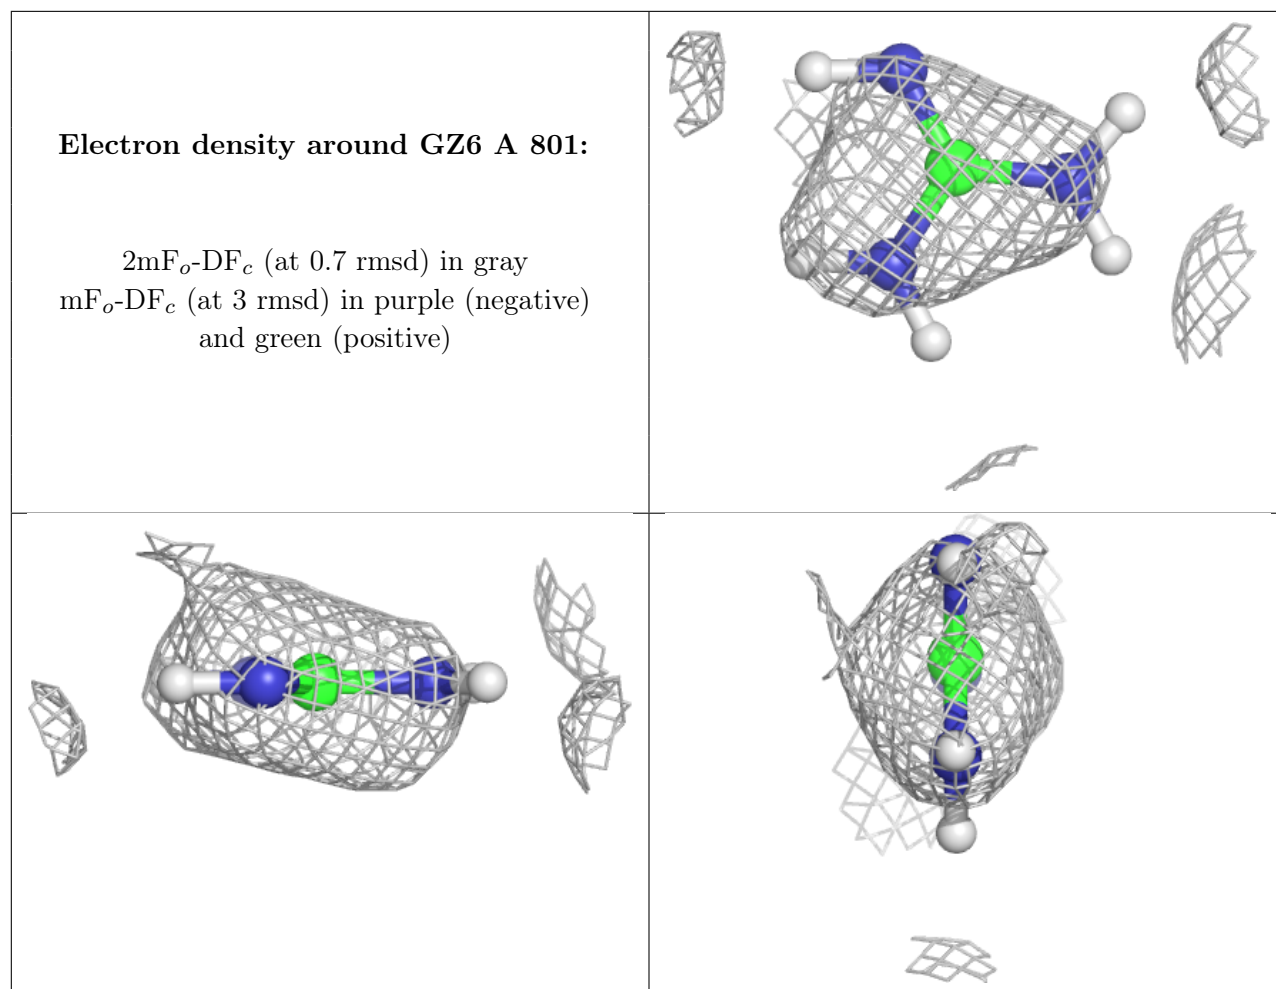 Electron density around GZ6 A 801:
2mF$_o$-DF$_c$ (at 0.7 rmsd) in gray
mF$_o$-DF$_c$ (at 3 rmsd) in purple (negative)
and green (positive)